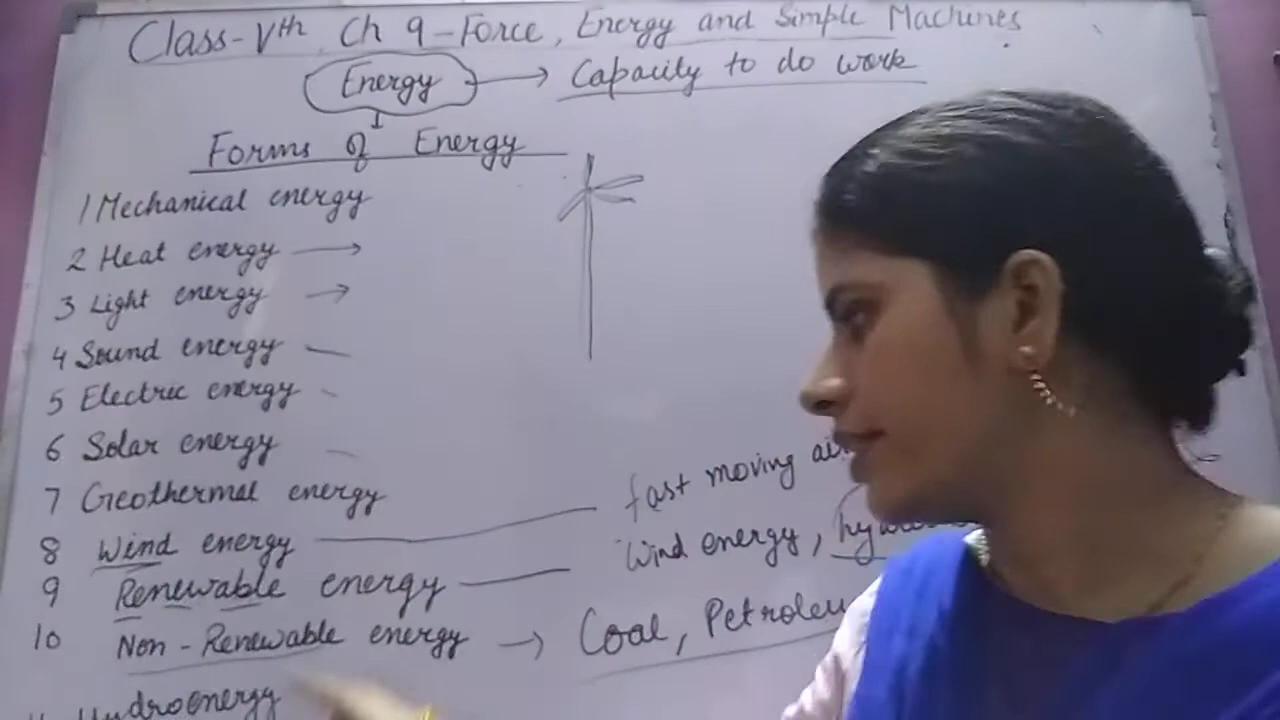 Class-Vth Ch 9-Force, Energy and Simple Machines
Energy → Capacity to do work
Forms of Energy
1 Mechanical energy
2 Heat energy →
3 Light energy →
4 Sound energy —
5 Electric energy -
6 Solar energy -
7 Geothermal energy
8 Wind energy — fast moving
9 Renewable energy — Wind energy,
10 Non-Renewable energy → Coal,
Hydroenergy